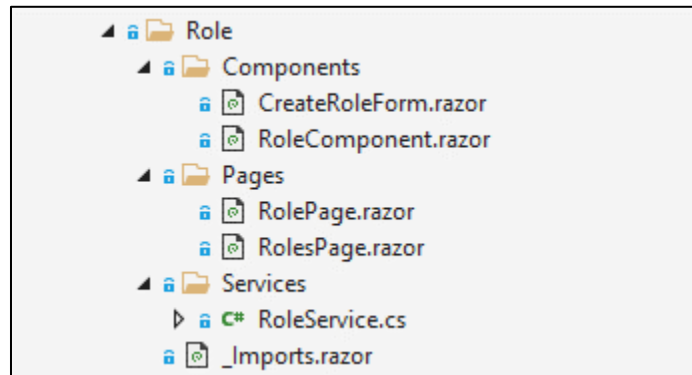 Role
Components
CreateRoleForm.razor
RoleComponent.razor
Pages
RolePage.razor
RolesPage.razor
Services
C# RoleService.cs
_Imports.razor